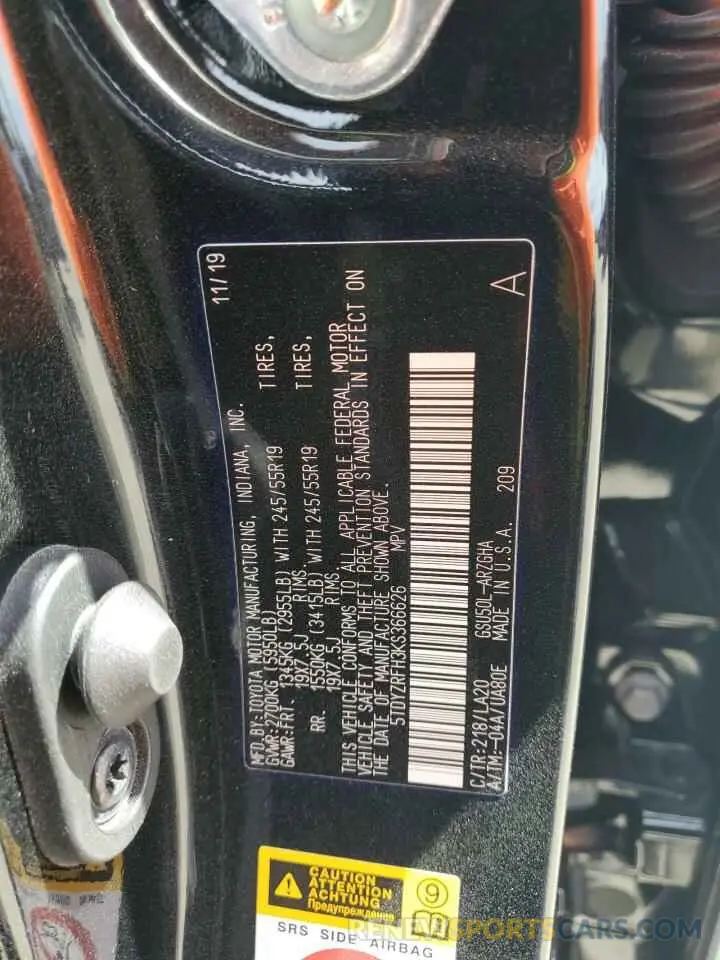 MFD.BY:TOYOTA MOTOR MANUFACTURING, INDIANA, INC. 11/19
GVWR:2700KG (5950LB)
GAWR:FRT. 1345KG (2955LB) WITH 245/55R19 TIRES,
19X7.5J RIMS,
RR. 1550KG (3415LB) WITH 245/55R19 TIRES,
19X7.5J RIMS
THIS VEHICLE CONFORMS TO ALL APPLICABLE FEDERAL MOTOR
VEHICLE SAFETY AND THEFT PREVENTION STANDARDS IN EFFECT ON
THE DATE OF MANUFACTURE SHOWN ABOVE.
5TDYZRFH3KS366626 MPV
C/TR:218/LA20 GSU50L-ARZGHA
A/TM:-04A/UA80E MADE IN U.S.A. 209
A
CAUTION
ATTENTION
ACHTUNG
Предупреждение
9
SRS SIDE AIRBAG
RENEWSPORTSCARS.COM